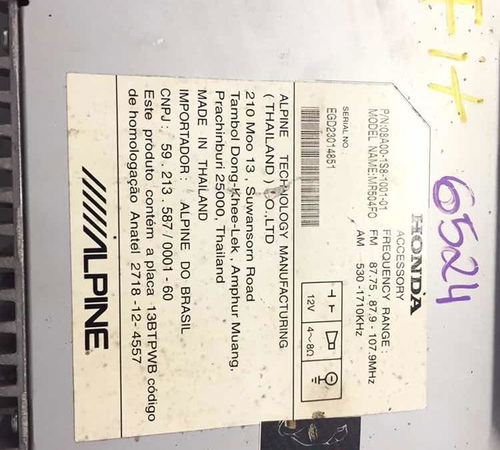 HONDA
ACCESSORY
FREQUENCY RANGE :
FM 87.75, 87.9 - 107.9MHz
AM 530 -1710KHz
P/N:08A00-1S8-1001-01
MODEL NAME:MR504FO
SERIAL NO :
EGD23014851
12V 4~8Ω
ALPINE TECHNOLOGY MANUFACTURING
( THAILAND ) CO.,LTD
210 Moo 13 , Suwansorn Road
Tambol Dong-Khee-Lek , Amphur Muang,
Prachinburi 25000, Thailand
MADE IN THAILAND
IMPORTADOR : ALPINE DO BRASIL
CNPJ : 59. 213. 587 / 0001 - 60
Este produto contém a placa 13BTPWB código
de homologação Anatel 2718 -12- 4557
ALPINE
6524
Fit